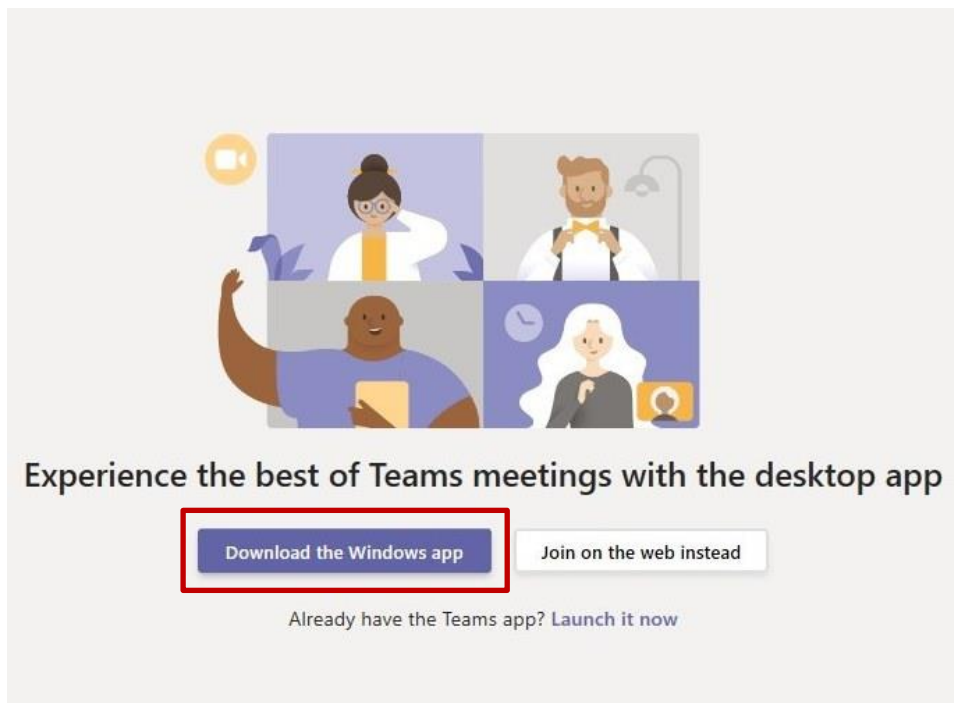 Experience the best of Teams meetings with the desktop app
Download the Windows app
Join on the web instead
Already have the Teams app? Launch it now